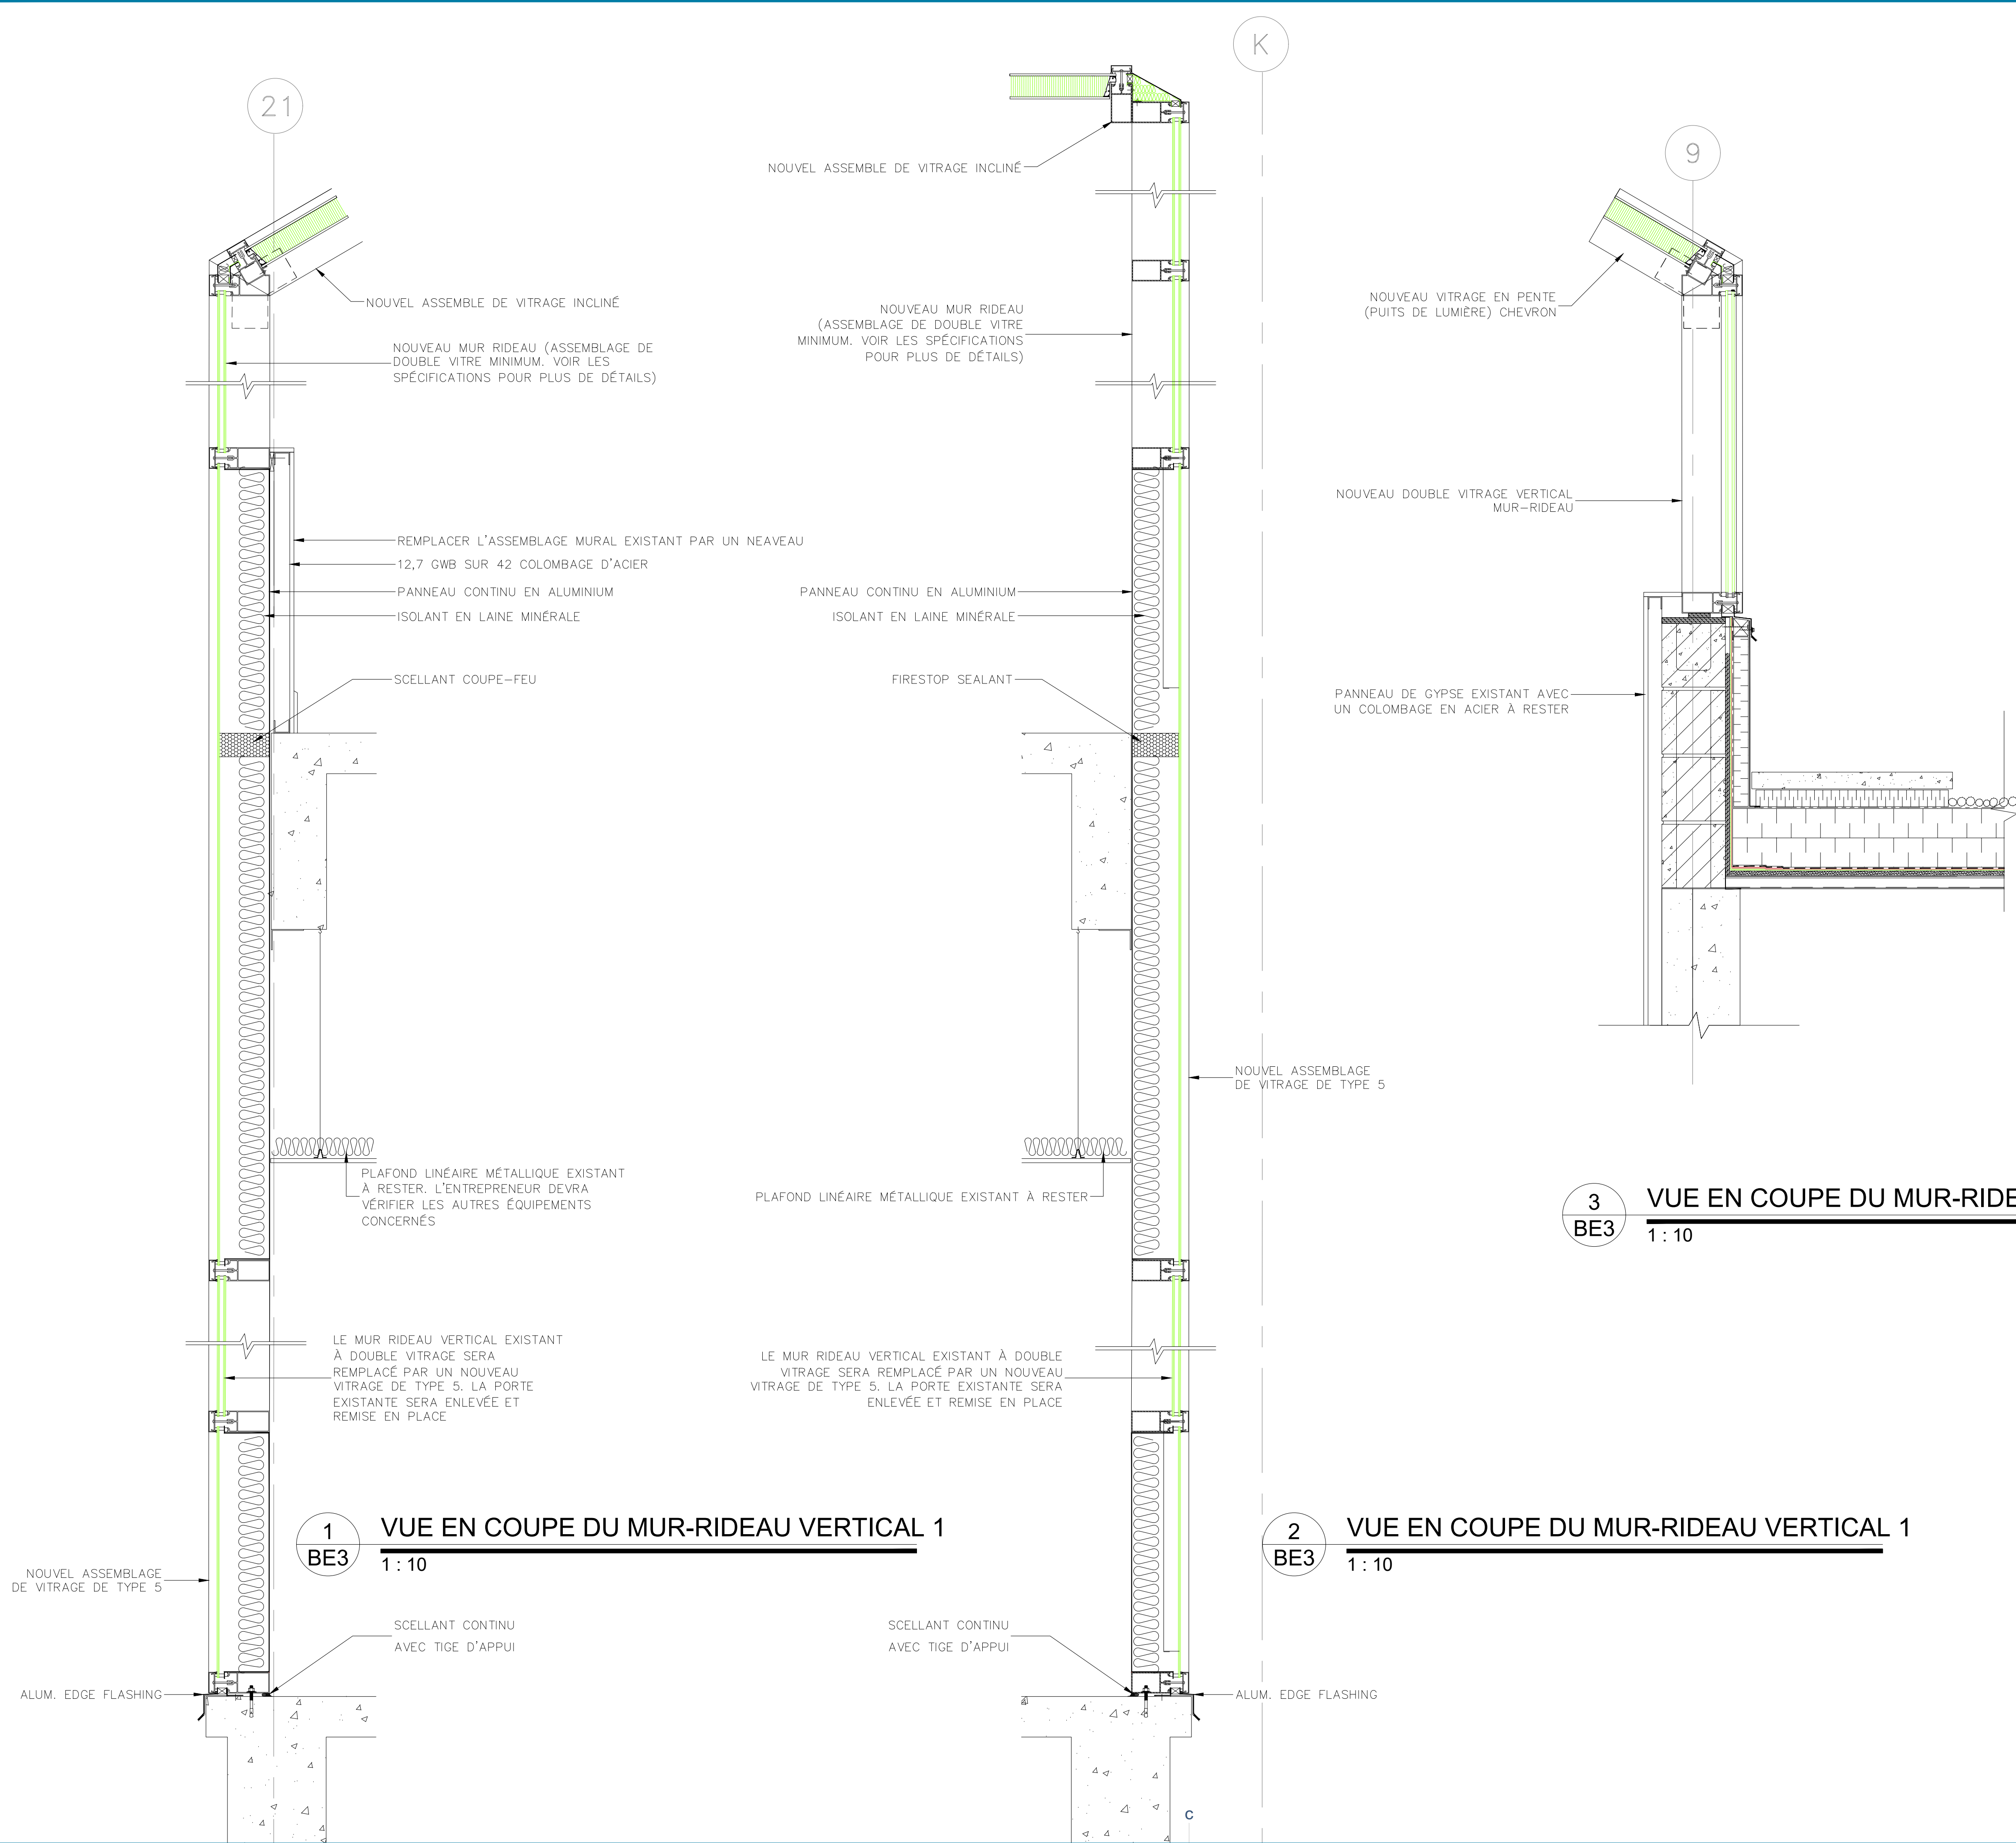 21
NOUVEL ASSEMBLE DE VITRAGE INCLINÉ
NOUVEAU MUR RIDEAU (ASSEMBLAGE DE
DOUBLE VITRE MINIMUM. VOIR LES
SPÉCIFICATIONS POUR PLUS DE DÉTAILS)
REMPLACER L'ASSEMBLAGE MURAL EXISTANT PAR UN NEAVEAU
12,7 GWB SUR 42 COLOMBAGE D'ACIER
PANNEAU CONTINU EN ALUMINIUM
ISOLANT EN LAINE MINÉRALE
SCELLANT COUPE-FEU
PLAFOND LINÉAIRE MÉTALLIQUE EXISTANT
À RESTER. L'ENTREPRENEUR DEVRA
VÉRIFIER LES AUTRES ÉQUIPEMENTS
CONCERNÉS
LE MUR RIDEAU VERTICAL EXISTANT
À DOUBLE VITRAGE SERA
REMPLACÉ PAR UN NOUVEAU
VITRAGE DE TYPE 5. LA PORTE
EXISTANTE SERA ENLEVÉE ET
REMISE EN PLACE
1
BE3
VUE EN COUPE DU MUR-RIDEAU VERTICAL 1
1 : 10
NOUVEL ASSEMBLAGE
DE VITRAGE DE TYPE 5
SCELLANT CONTINU
AVEC TIGE D'APPUI
ALUM. EDGE FLASHING
K
NOUVEL ASSEMBLE DE VITRAGE INCLINÉ
NOUVEAU MUR RIDEAU
(ASSEMBLAGE DE DOUBLE VITRE
MINIMUM. VOIR LES SPÉCIFICATIONS
POUR PLUS DE DÉTAILS)
PANNEAU CONTINU EN ALUMINIUM
ISOLANT EN LAINE MINÉRALE
FIRESTOP SEALANT
NOUVEL ASSEMBLAGE
DE VITRAGE DE TYPE 5
PLAFOND LINÉAIRE MÉTALLIQUE EXISTANT À RESTER
LE MUR RIDEAU VERTICAL EXISTANT À DOUBLE
VITRAGE SERA REMPLACÉ PAR UN NOUVEAU
VITRAGE DE TYPE 5. LA PORTE EXISTANTE SERA
ENLEVÉE ET REMISE EN PLACE
2
BE3
VUE EN COUPE DU MUR-RIDEAU VERTICAL 1
1 : 10
SCELLANT CONTINU
AVEC TIGE D'APPUI
ALUM. EDGE FLASHING
C
9
NOUVEAU VITRAGE EN PENTE
(PUITS DE LUMIÈRE) CHEVRON
NOUVEAU DOUBLE VITRAGE VERTICAL
MUR-RIDEAU
PANNEAU DE GYPSE EXISTANT AVEC
UN COLOMBAGE EN ACIER À RESTER
3
BE3
VUE EN COUPE DU MUR-RIDE
1 : 10